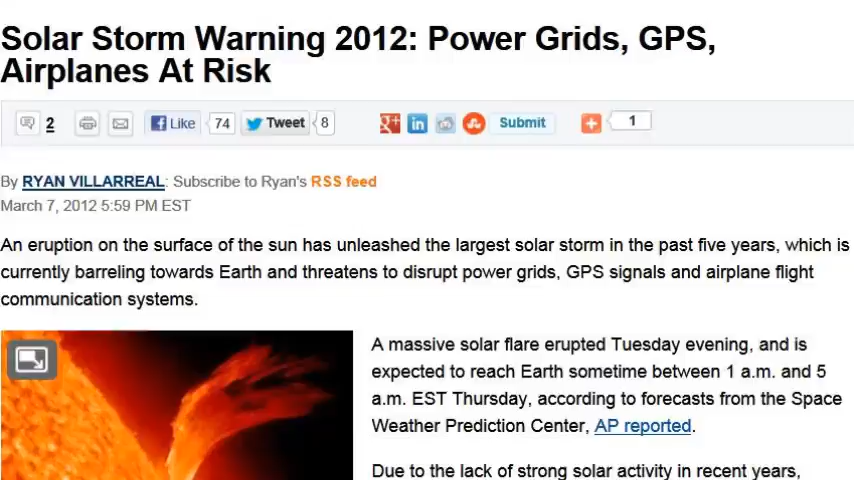 Solar Storm Warning 2012: Power Grids, GPS,
Airplanes At Risk
2 Like 74 Tweet 8 in Submit 1
By RYAN VILLARREAL: Subscribe to Ryan's RSS feed
March 7, 2012 5:59 PM EST
An eruption on the surface of the sun has unleashed the largest solar storm in the past five years, which is
currently barreling towards Earth and threatens to disrupt power grids, GPS signals and airplane flight
communication systems.
A massive solar flare erupted Tuesday evening, and is
expected to reach Earth sometime between 1 a.m. and 5
a.m. EST Thursday, according to forecasts from the Space
Weather Prediction Center, AP reported.
Due to the lack of strong solar activity in recent years,